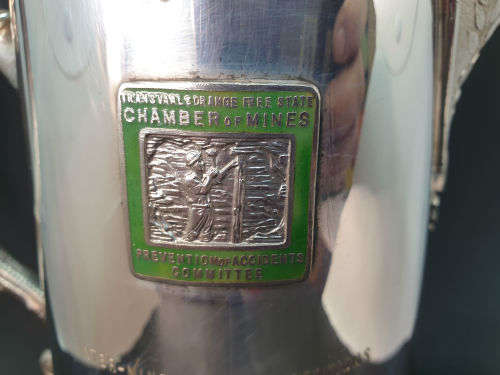 TRANSVAAL & ORANGE FREE STATE
CHAMBER OF MINES
PREVENTION OF ACCIDENTS
COMMITTEE